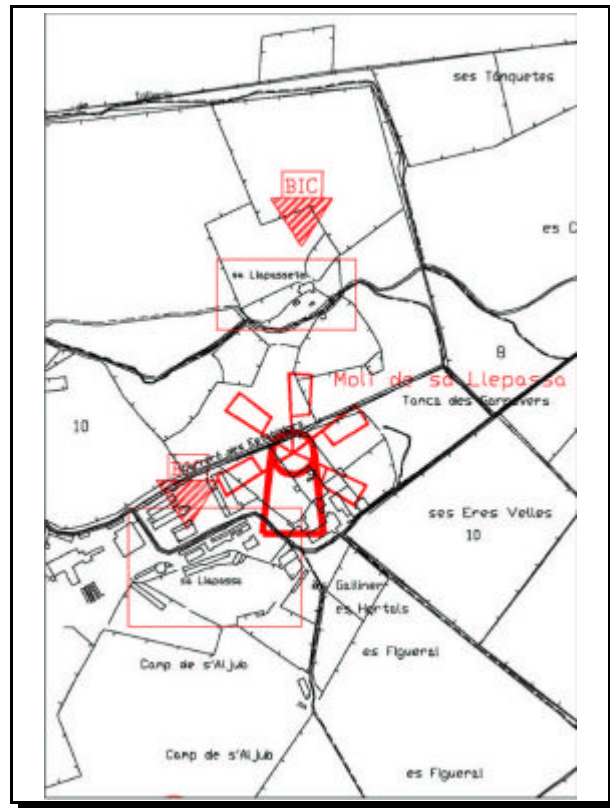 ses Tanquetes
BIC
es C
sa Llepasseta
8
Molí de sa Llepassa
Tanca des Garrovers
10
ses Eres Velles
10
sa Llepassa
es Galliner
es Hortals
Camp de s'Aljub
es Figueral
Camp de s'Aljub
es Figueral